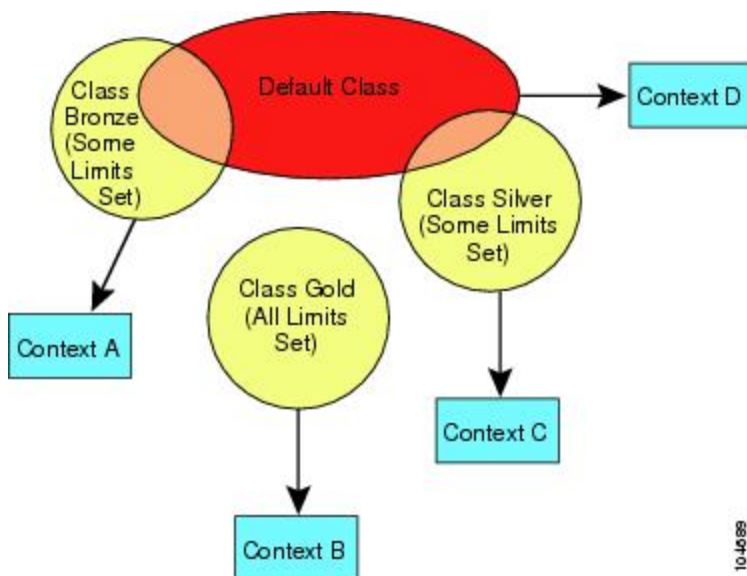 Class
Bronze
(Some
Limits
Set)
Default Class
Context D
Class Silver
(Some Limits
Set)
Class Gold
(All Limits
Set)
Context A
Context C
Context B
104689